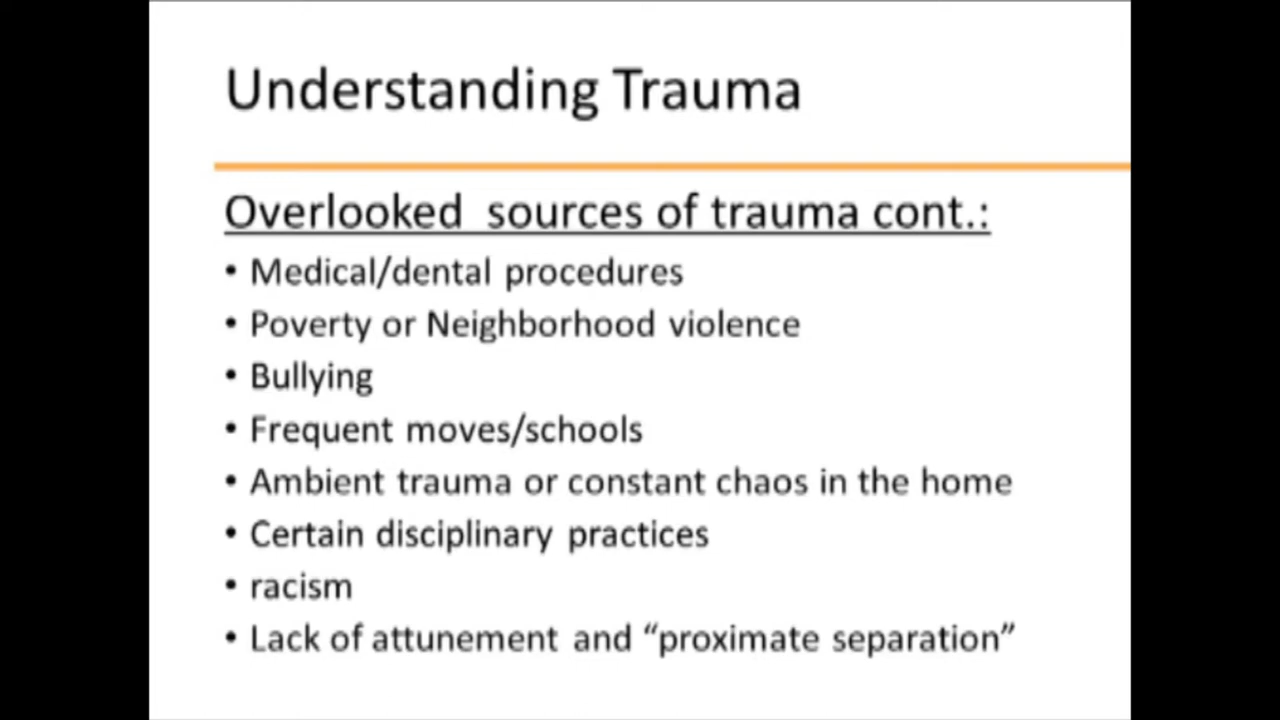 Understanding Trauma
Overlooked sources of trauma cont.:
• Medical/dental procedures
• Poverty or Neighborhood violence
• Bullying
• Frequent moves/schools
• Ambient trauma or constant chaos in the home
• Certain disciplinary practices
• racism
• Lack of attunement and “proximate separation”